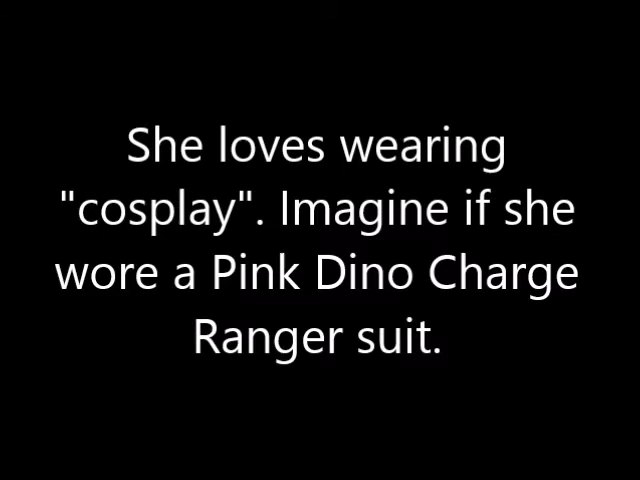 She loves wearing
"cosplay". Imagine if she
wore a Pink Dino Charge
Ranger suit.